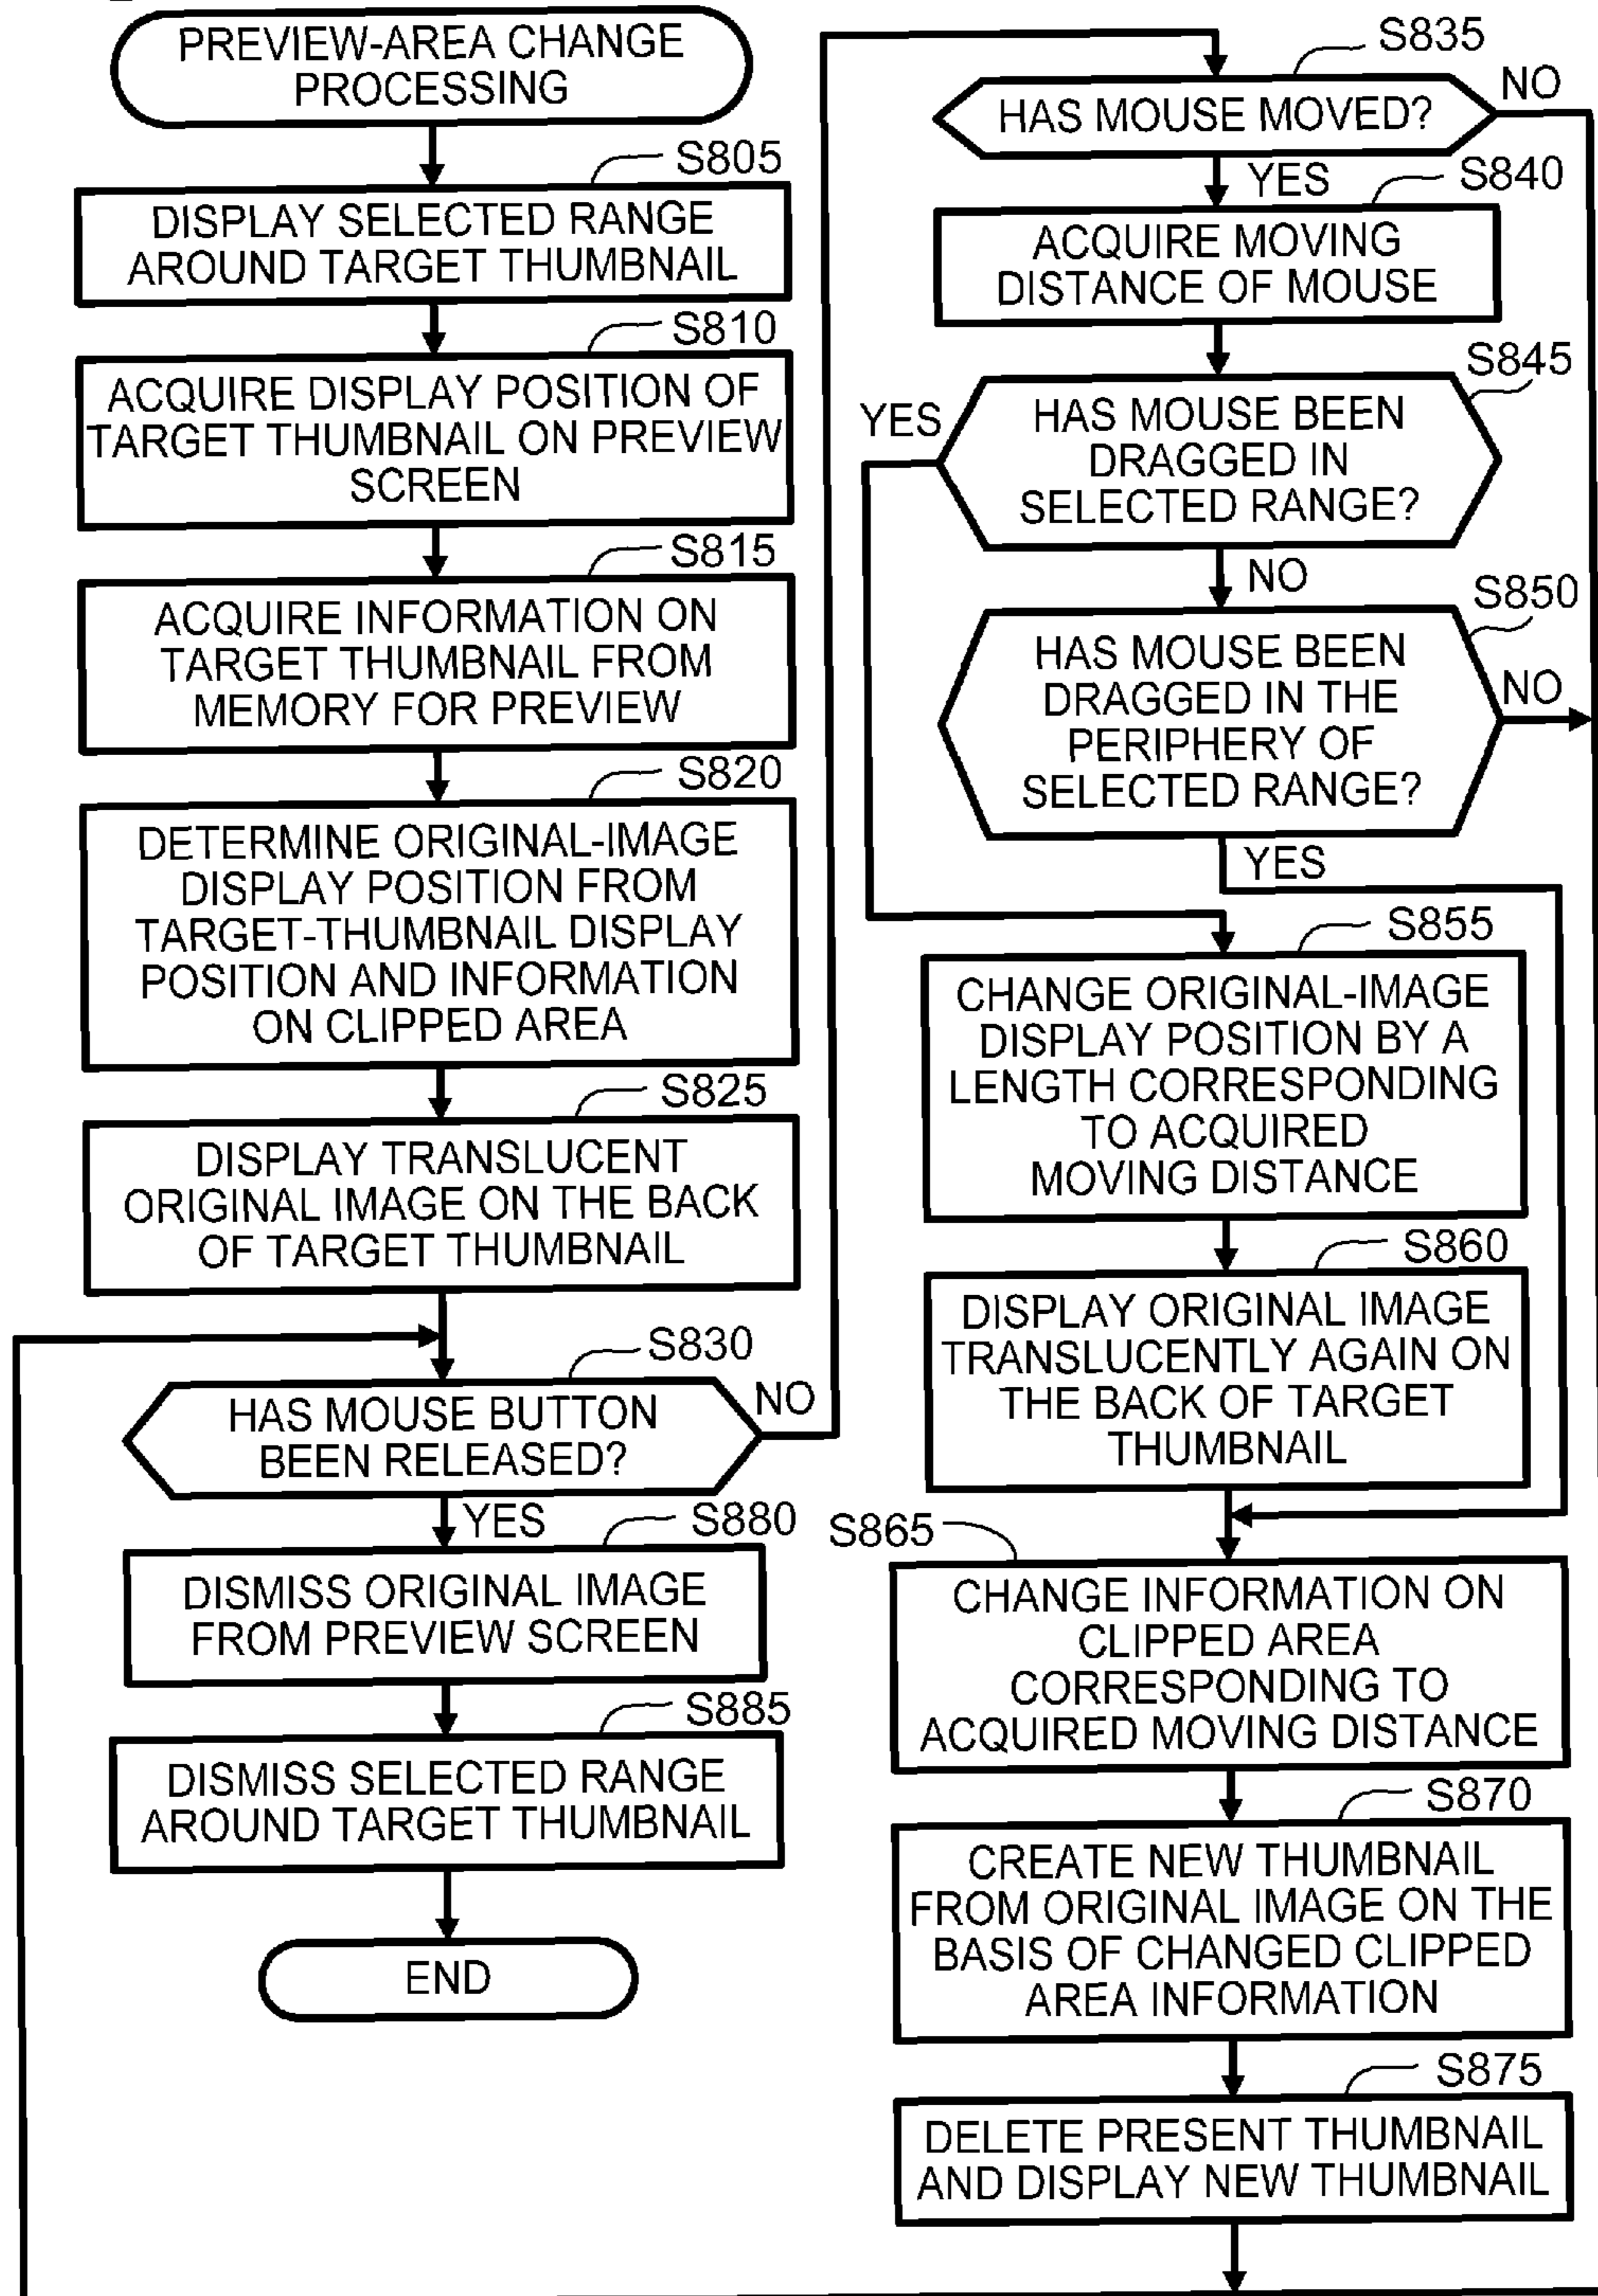 PREVIEW-AREA CHANGE
PROCESSING
S805
DISPLAY SELECTED RANGE
AROUND TARGET THUMBNAIL
S810
ACQUIRE DISPLAY POSITION OF
TARGET THUMBNAIL ON PREVIEW
SCREEN
S815
ACQUIRE INFORMATION ON
TARGET THUMBNAIL FROM
MEMORY FOR PREVIEW
S820
DETERMINE ORIGINAL-IMAGE
DISPLAY POSITION FROM
TARGET-THUMBNAIL DISPLAY
POSITION AND INFORMATION
ON CLIPPED AREA
S825
DISPLAY TRANSLUCENT
ORIGINAL IMAGE ON THE BACK
OF TARGET THUMBNAIL
S830
HAS MOUSE BUTTON
BEEN RELEASED?
NO
YES
S880
DISMISS ORIGINAL IMAGE
FROM PREVIEW SCREEN
S885
DISMISS SELECTED RANGE
AROUND TARGET THUMBNAIL
END
S835
HAS MOUSE MOVED?
NO
YES
S840
ACQUIRE MOVING
DISTANCE OF MOUSE
S845
YES
HAS MOUSE BEEN
DRAGGED IN
SELECTED RANGE?
NO
S850
HAS MOUSE BEEN
DRAGGED IN THE
PERIPHERY OF
SELECTED RANGE?
NO
YES
S855
CHANGE ORIGINAL-IMAGE
DISPLAY POSITION BY A
LENGTH CORRESPONDING
TO ACQUIRED
MOVING DISTANCE
S860
DISPLAY ORIGINAL IMAGE
TRANSLUCENTLY AGAIN ON
THE BACK OF TARGET
THUMBNAIL
S865
CHANGE INFORMATION ON
CLIPPED AREA
CORRESPONDING TO
ACQUIRED MOVING DISTANCE
S870
CREATE NEW THUMBNAIL
FROM ORIGINAL IMAGE ON THE
BASIS OF CHANGED CLIPPED
AREA INFORMATION
S875
DELETE PRESENT THUMBNAIL
AND DISPLAY NEW THUMBNAIL